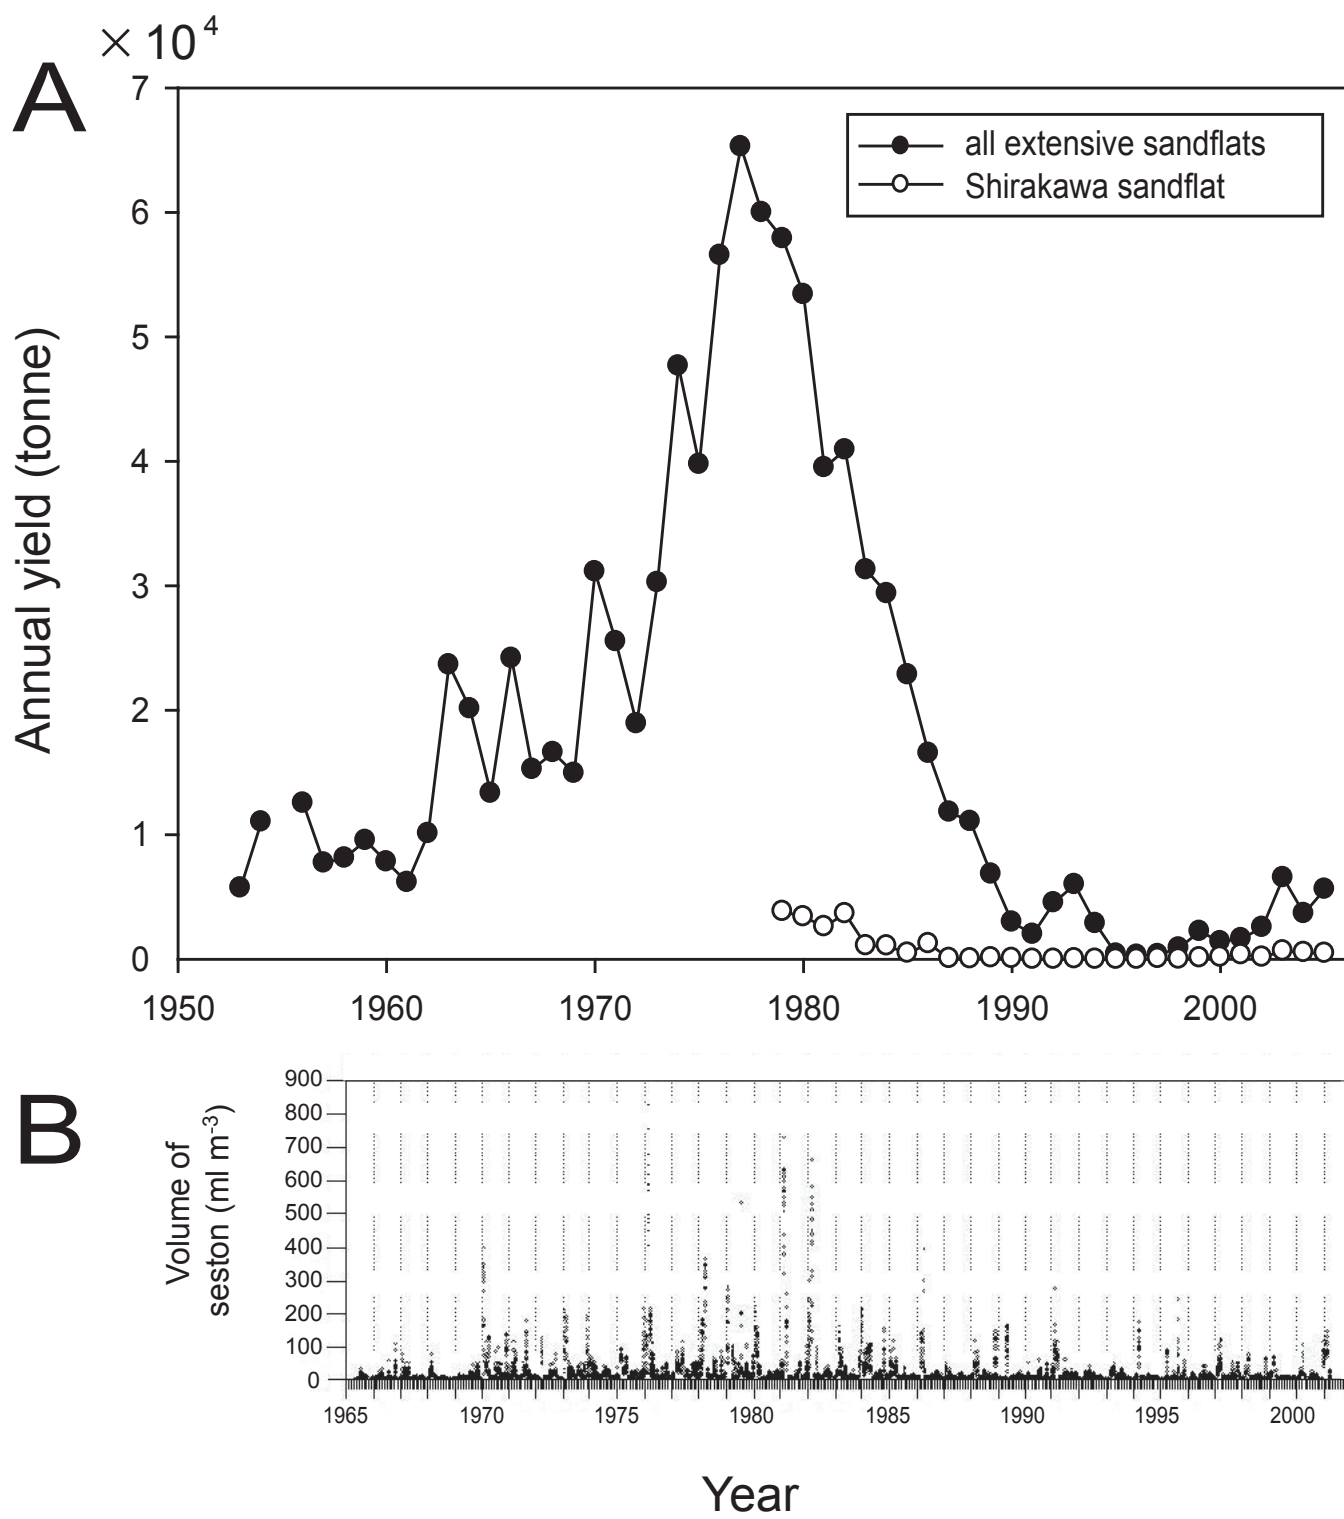 × 10⁴
A
7
6
5
4
3
2
1
0
Annual yield (tonne)
all extensive sandflats
Shirakawa sandflat
1950 1960 1970 1980 1990 2000
B
900
800
700
600
500
400
300
200
100
0
Volume of
seston (ml m⁻³)
1965 1970 1975 1980 1985 1990 1995 2000
Year